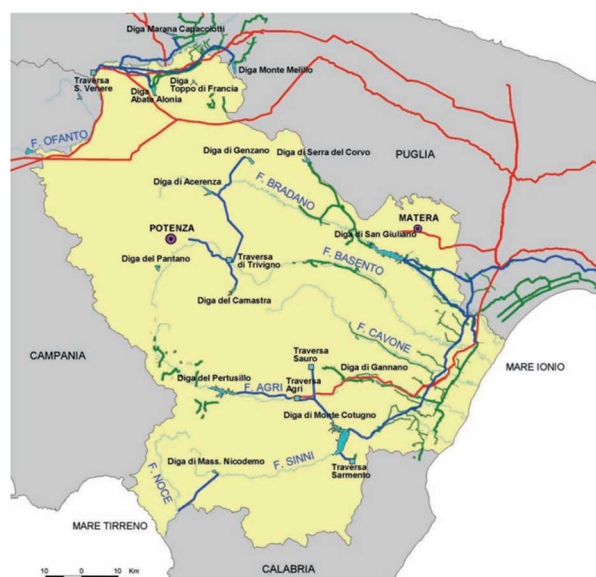 Diga Marana Capacciotti
Diga Monte Melillo
Traversa
S. Venere
Diga
Abate Alonia
Diga
Toppo di Francia
F. OFANTO
Diga di Genzano
Diga di Serra del Corvo
PUGLIA
Diga di Acerenza
F. BRADANO
MATERA
POTENZA
Diga di San Giuliano
Diga del Pantano
Traversa
di Trivigno
F. BASENTO
Diga del Camastra
F. CAVONE
CAMPANIA
Traversa
Sauro
Diga di Gannano
MARE IONIO
Diga del Pertusillo
F. AGRI
Traversa
Agri
Diga di Monte Cotugno
Diga di Mass. Nicodemo
F. SINNI
Traversa
Sarmento
F. NOCE
MARE TIRRENO
CALABRIA
10 0 10 Km